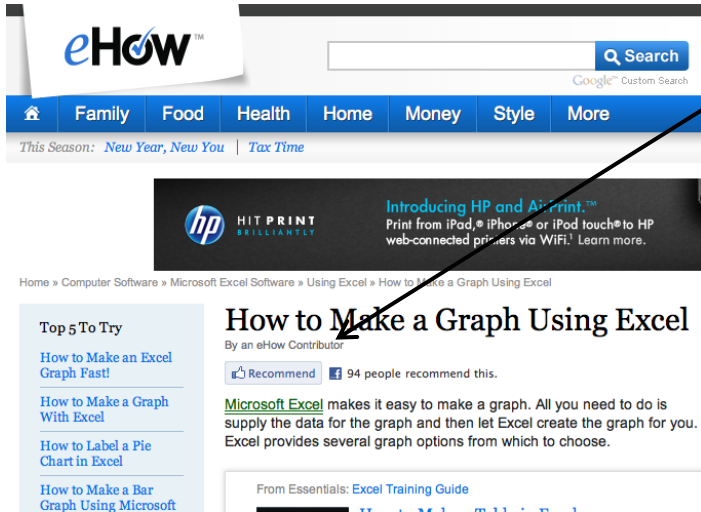 eHow™
Search
Google™ Custom Search
Family Food Health Home Money Style More
This Season: New Year, New You | Tax Time
hp HIT PRINT
BRILLIANTLY
Introducing HP and AirPrint.™
Print from iPad,® iPhone® or iPod touch® to HP
web-connected printers via WiFi.¹ Learn more.
Home » Computer Software » Microsoft Excel Software » Using Excel » How to Make a Graph Using Excel
Top 5 To Try
How to Make an Excel
Graph Fast!
How to Make a Graph
With Excel
How to Label a Pie
Chart in Excel
How to Make a Bar
Graph Using Microsoft
How to Make a Graph Using Excel
By an eHow Contributor
Recommend 94 people recommend this.
Microsoft Excel makes it easy to make a graph. All you need to do is
supply the data for the graph and then let Excel create the graph for you.
Excel provides several graph options from which to choose.
From Essentials: Excel Training Guide
How to Make a Table in Excel